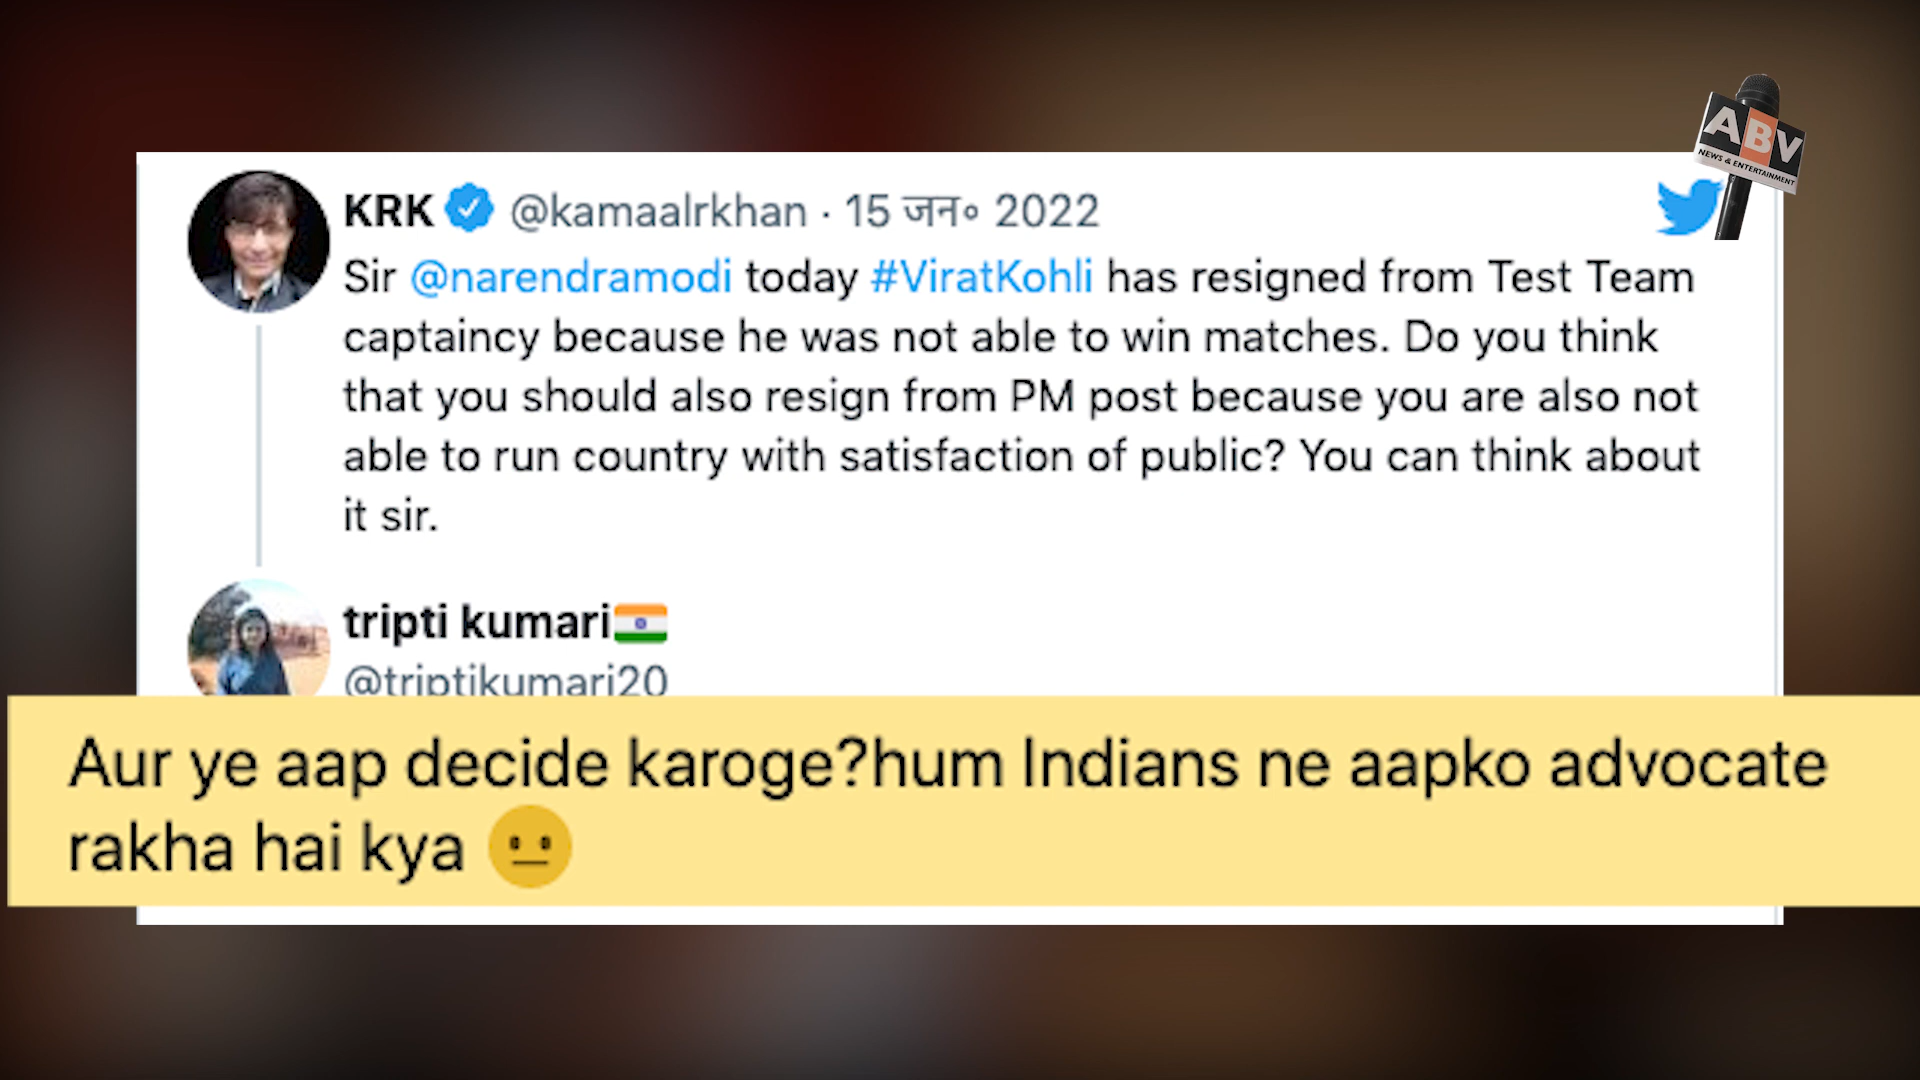 ABV
NEWS & ENTERTAINMENT
KRK @kamaalrkhan · 15 जन॰ 2022
Sir @narendramodi today #ViratKohli has resigned from Test Team
captaincy because he was not able to win matches. Do you think
that you should also resign from PM post because you are also not
able to run country with satisfaction of public? You can think about
it sir.
tripti kumari🇮🇳
@triptikumari20
Aur ye aap decide karoge?hum Indians ne aapko advocate
rakha hai kya 😐